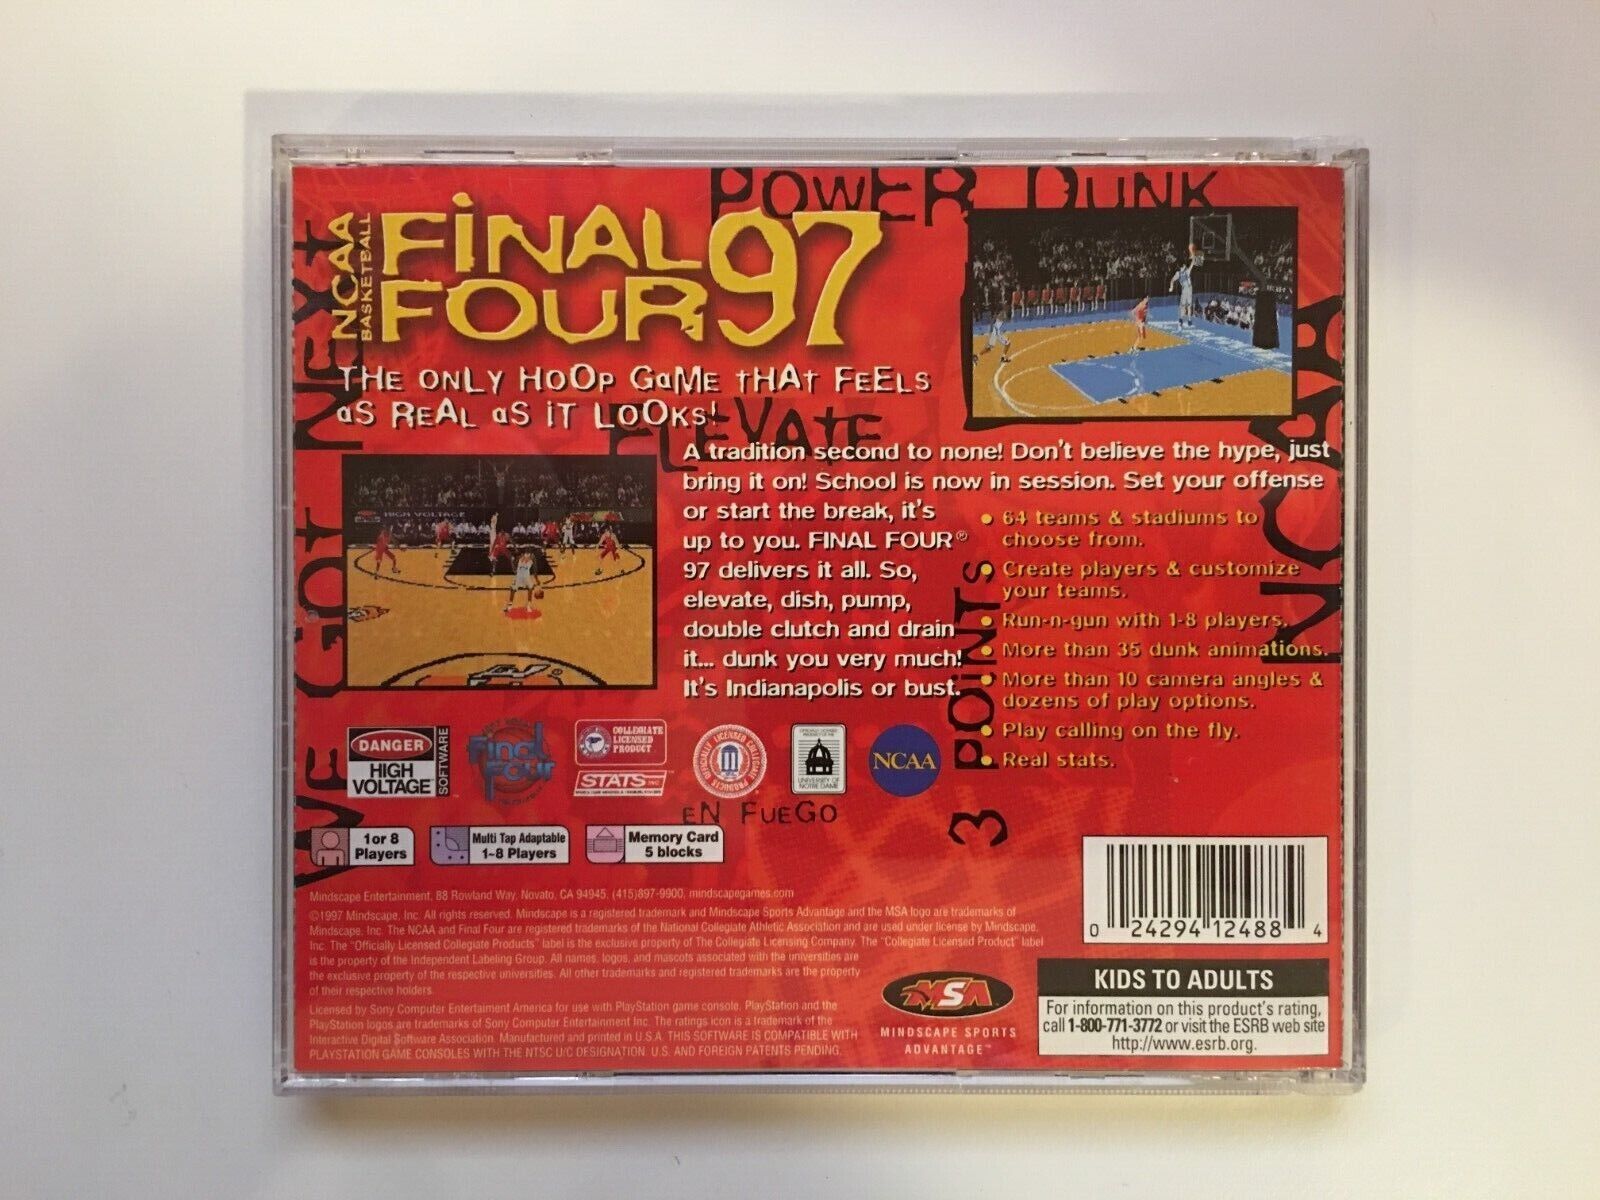 POWER DUNK
NCAA
BASKETBALL
FiNAL
FOUR 97
THE ONLY HOOP GaME tHAt FEELS
aS REAL aS iT LOOKS!
ELEVAtE
WE GOT NEXt
NCAA
3 POINTS
HIGH VOLTAGE
A tradition second to none! Don't believe the hype, just
bring it on! School is now in session. Set your offense
or start the break, it's
up to you. FINAL FOUR®
97 delivers it all. So,
elevate, dish, pump,
double clutch and drain
it... dunk you very much!
It's Indianapolis or bust.
• 64 teams & stadiums to
choose from.
• Create players & customize
your teams.
• Run-n-gun with 1-8 players.
• More than 35 dunk animations.
• More than 10 camera angles &
dozens of play options.
• Play calling on the fly.
• Real stats.
DANGER
HIGH
VOLTAGE
SOFTWARE
Final
Four
COLLEGIATE
LICENSED
PRODUCT
STATS INC
OFFICIALLY LICENSED COLLEGIATE PRODUCTS
OFFICIALLY LICENSED
PRODUCT OF THE
UNIVERSITY OF
NOTRE DAME
NCAA
EN FUEGO
1 or 8
Players
Multi Tap Adaptable
1-8 Players
Memory Card
5 blocks
Mindscape Entertainment, 88 Rowland Way, Novato, CA 94945, (415)897-9900, mindscapegames.com
©1997 Mindscape, Inc. All rights reserved. Mindscape is a registered trademark and Mindscape Sports Advantage and the MSA logo are trademarks of
Mindscape, Inc. The NCAA and Final Four are registered trademarks of the National Collegiate Athletic Association and are used under license by Mindscape,
Inc. The "Officially Licensed Collegiate Products" label is the exclusive property of The Collegiate Licensing Company. The "Collegiate Licensed Product" label
is the property of the Independent Labeling Group. All names, logos, and mascots associated with the universities are
the exclusive property of the respective universities. All other trademarks and registered trademarks are the property
of their respective holders.
Licensed by Sony Computer Entertaiment America for use with PlayStation game console. PlayStation and the
PlayStation logos are trademarks of Sony Computer Entertainment Inc. The ratings icon is a trademark of the
Interactive Digital Software Association. Manufactured and printed in U.S.A. THIS SOFTWARE IS COMPATIBLE WITH
PLAYSTATION GAME CONSOLES WITH THE NTSC U/C DESIGNATION. U.S. AND FOREIGN PATENTS PENDING.
MSA
MINDSCAPE SPORTS
ADVANTAGE™
0 24294 12488 4
KIDS TO ADULTS
For information on this product's rating,
call 1-800-771-3772 or visit the ESRB web site
http://www.esrb.org.